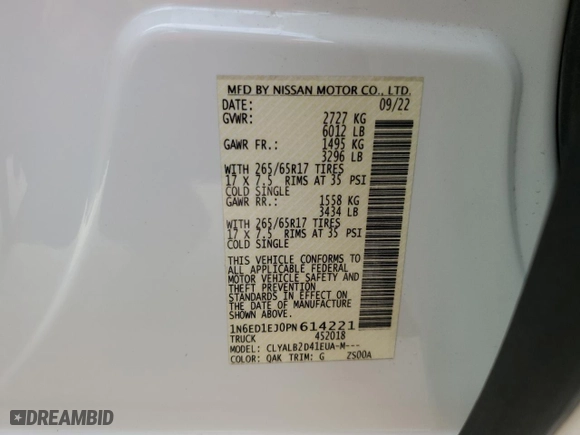 MFD BY NISSAN MOTOR CO., LTD.
DATE: 09/22
GVWR: 2727 KG
6012 LB
GAWR FR.: 1495 KG
3296 LB
WITH 265/65R17 TIRES
17 X 7.5 RIMS AT 35 PSI
COLD SINGLE
GAWR RR.: 1558 KG
3434 LB
WITH 265/65R17 TIRES
17 X 7.5 RIMS AT 35 PSI
COLD SINGLE
THIS VEHICLE CONFORMS TO
ALL APPLICABLE FEDERAL
MOTOR VEHICLE SAFETY AND
THEFT PREVENTION
STANDARDS IN EFFECT ON
THE DATE OF MANUFACTURE
SHOWN ABOVE.
1N6ED1EJ0PN614221
TRUCK 452018
MODEL: CLYALB2D41EUA-M---
COLOR: QAK TRIM: G ZS00A
DREAMBID